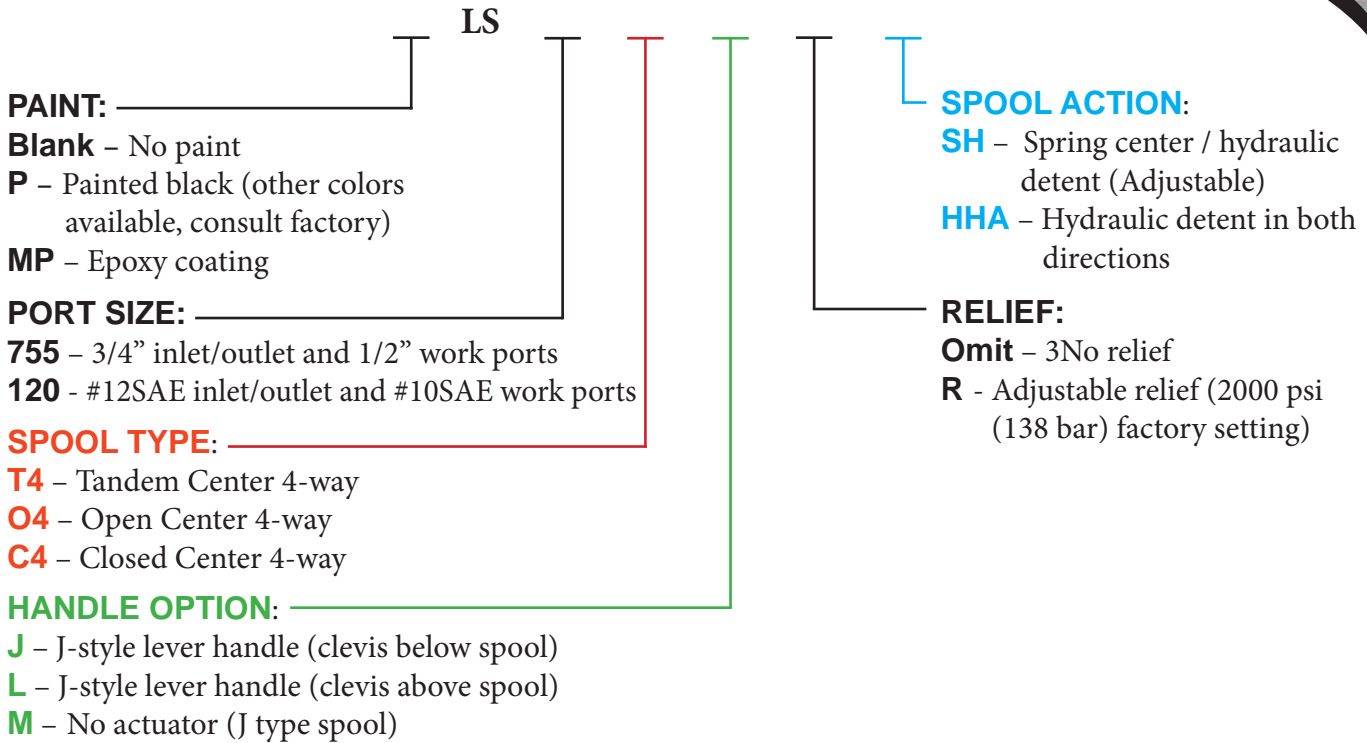 LS
PAINT:
Blank – No paint
P – Painted black (other colors
available, consult factory)
MP – Epoxy coating
PORT SIZE:
755 – 3/4” inlet/outlet and 1/2” work ports
120 - #12SAE inlet/outlet and #10SAE work ports
SPOOL TYPE:
T4 – Tandem Center 4-way
O4 – Open Center 4-way
C4 – Closed Center 4-way
HANDLE OPTION:
J – J-style lever handle (clevis below spool)
L – J-style lever handle (clevis above spool)
M – No actuator (J type spool)
SPOOL ACTION:
SH – Spring center / hydraulic
detent (Adjustable)
HHA – Hydraulic detent in both
directions
RELIEF:
Omit – 3No relief
R - Adjustable relief (2000 psi
(138 bar) factory setting)